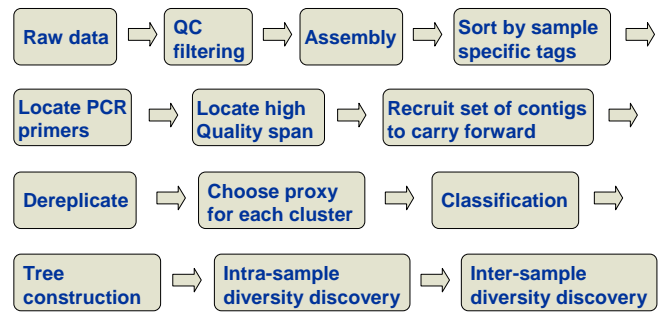 Raw data
QC
filtering
Assembly
Sort by sample
specific tags
Locate PCR
primers
Locate high
Quality span
Recruit set of contigs
to carry forward
Dereplicate
Choose proxy
for each cluster
Classification
Tree
construction
Intra-sample
diversity discovery
Inter-sample
diversity discovery